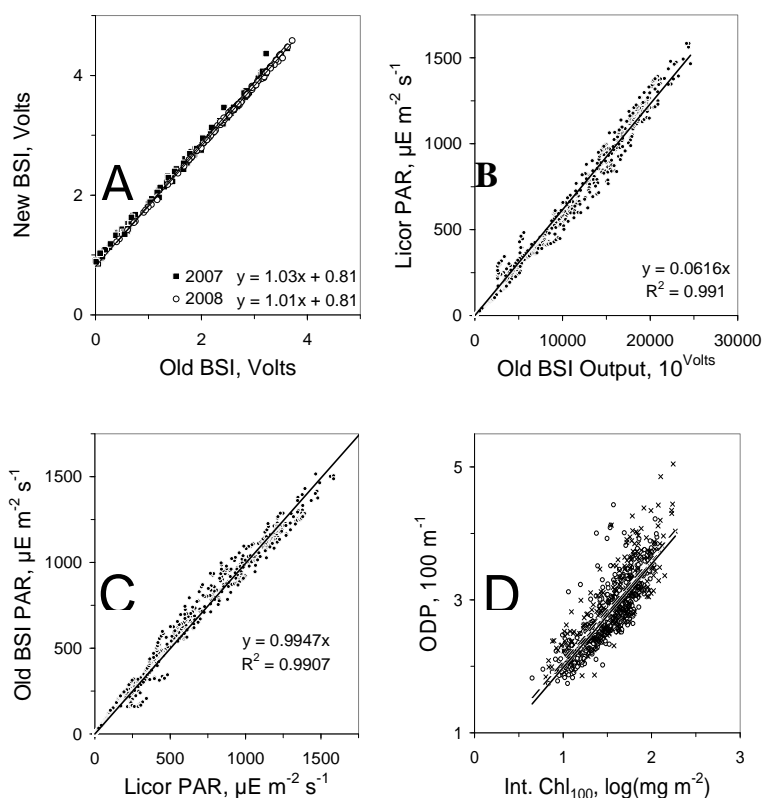 4
2
0
0
2
4
New BSI, Volts
Old BSI, Volts
A
2007 y = 1.03x + 0.81
2008 y = 1.01x + 0.81
1500
1000
500
0
0
10000
20000
30000
Licor PAR, µE m⁻² s⁻¹
Old BSI Output, 10^Volts
B
y = 0.0616x
R² = 0.991
1500
1000
500
0
0
500
1000
1500
Old BSI PAR, µE m⁻² s⁻¹
Licor PAR, µE m⁻² s⁻¹
C
y = 0.9947x
R² = 0.9907
5
3
1
0
1
2
3
ODP, 100 m⁻¹
Int. Chl₁₀₀, log(mg m⁻²)
D